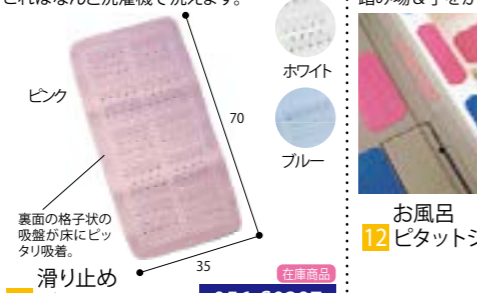 ホワイト
ピンク
70
ブルー
裏面の格子状の
吸盤が床にピッ
タリ吸着。
35
滑り止め
在庫商品
お風呂
12 ピタット